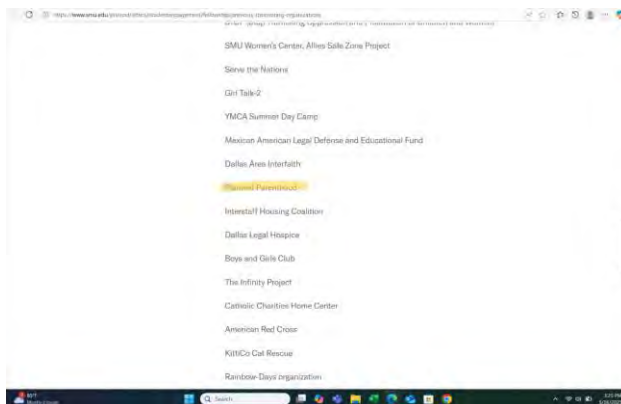 SMU Women's Center, Allies Safe Zone Project
Serve the Nations
Girl Talk-2
YMCA Summer Day Camp
Mexican American Legal Defense and Educational Fund
Dallas Area Interfaith
Planned Parenthood
Interstaff Housing Coalition
Dallas Legal Hospice
Boys and Girls Club
The Infinity Project
Catholic Charities Home Center
American Red Cross
KittiCo Cat Rescue
Rainbow Days organization
Search